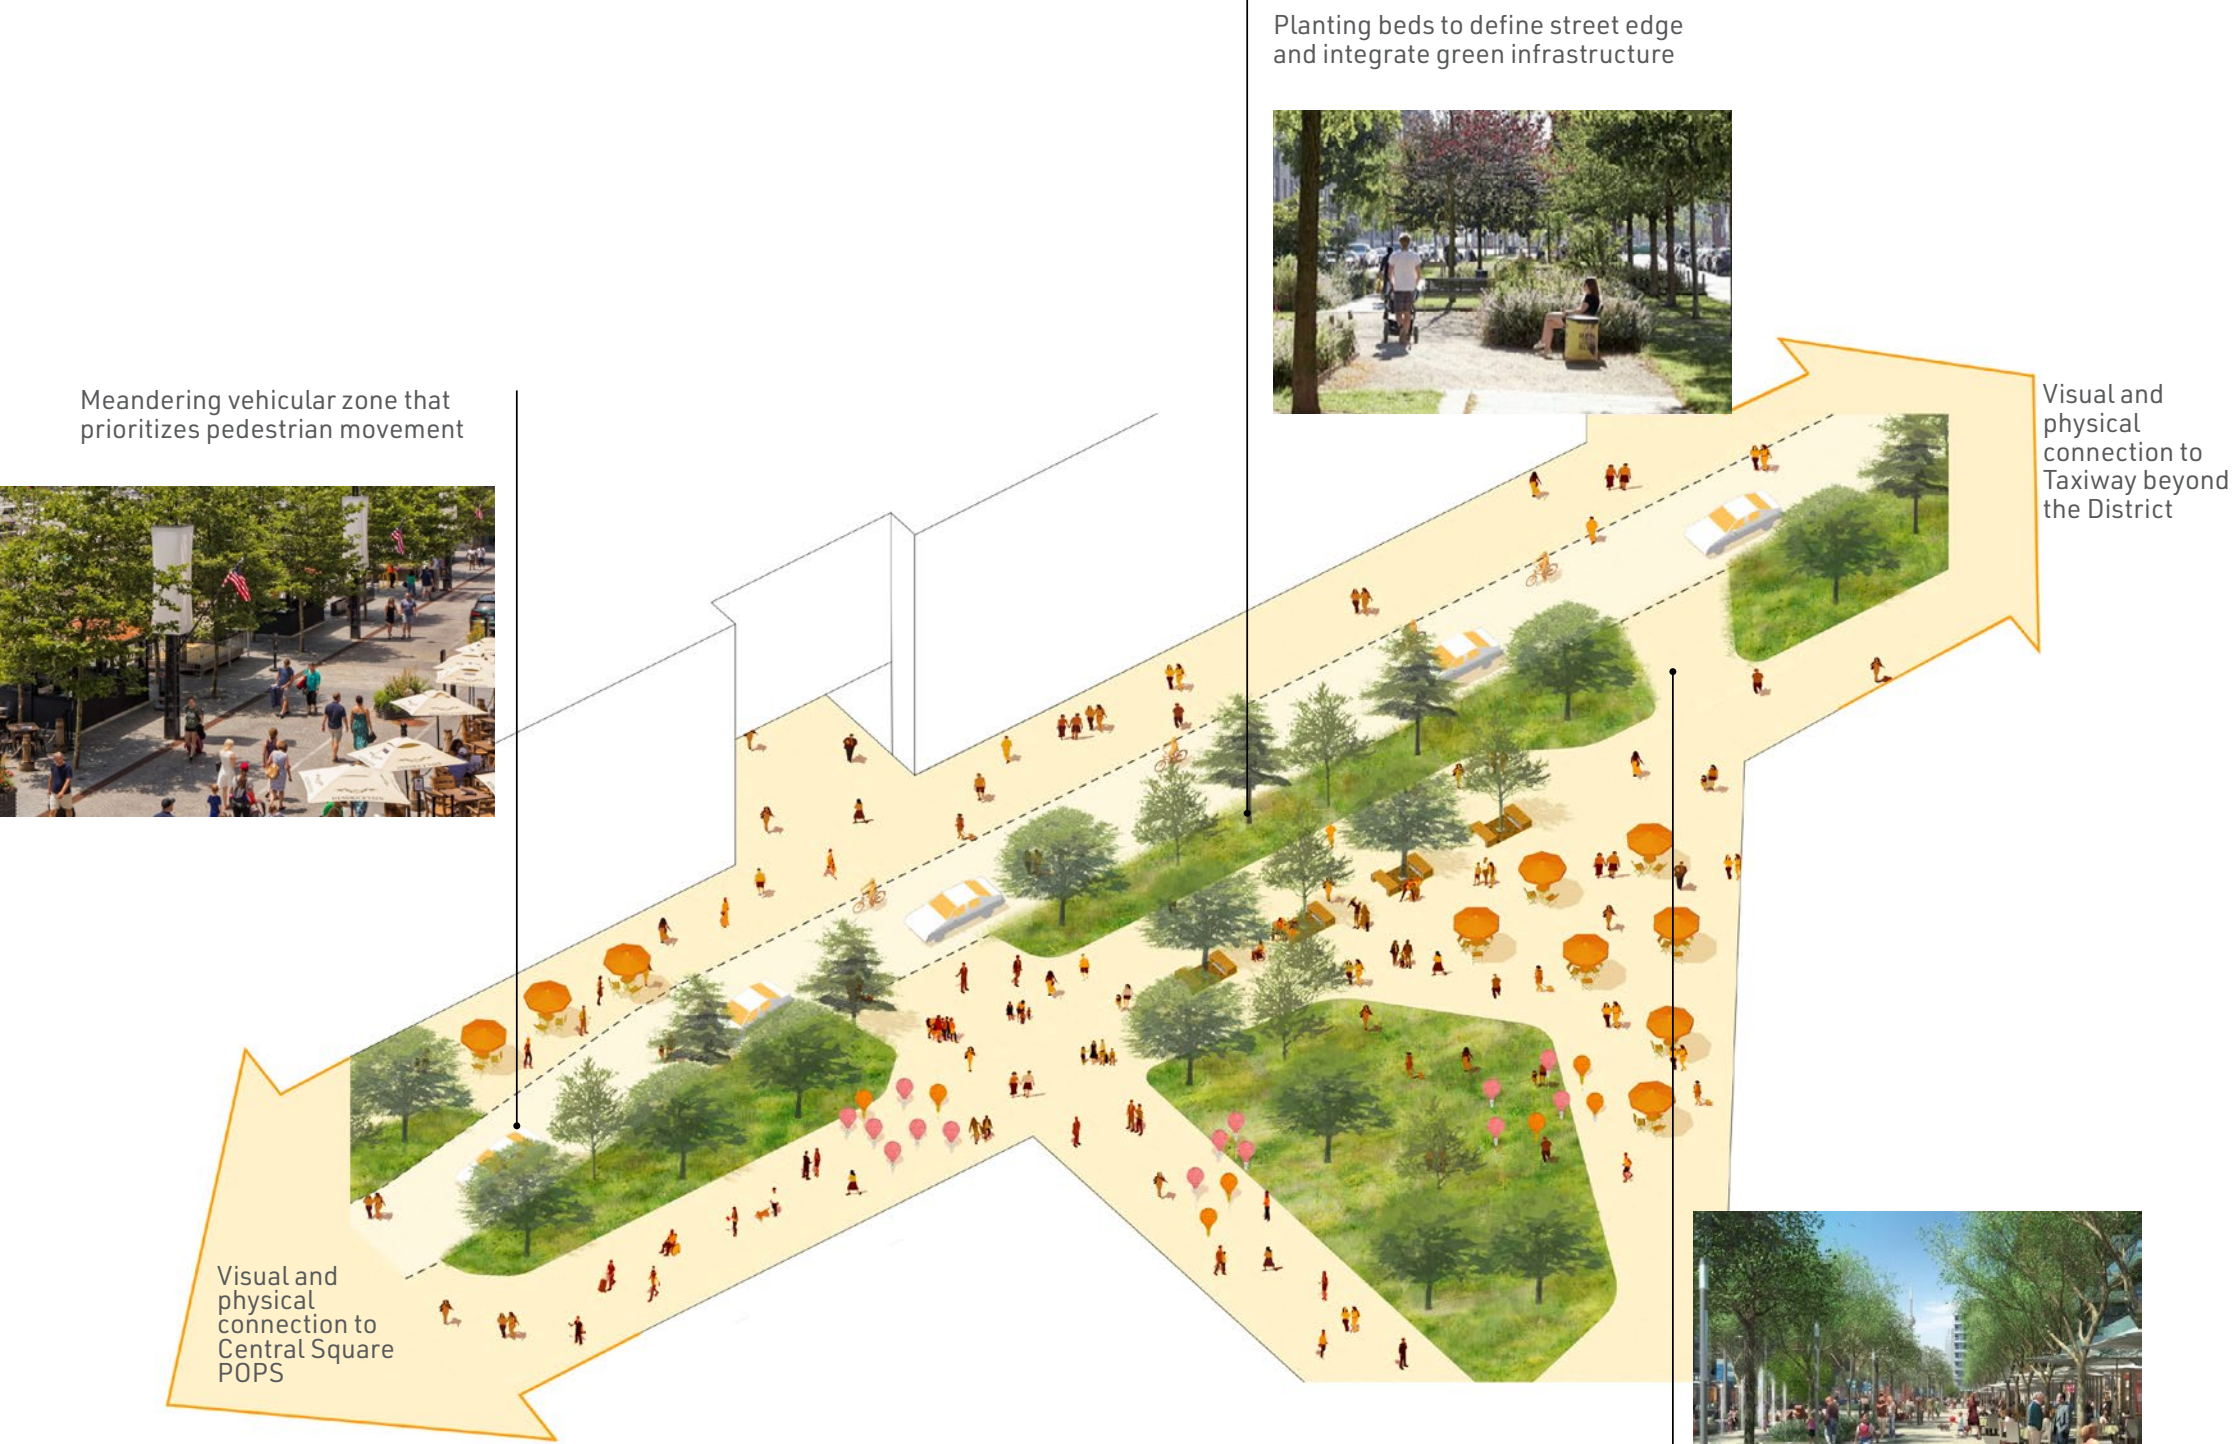 Planting beds to define street edge
and integrate green infrastructure
Meandering vehicular zone that
prioritizes pedestrian movement
Visual and
physical
connection to
Taxiway beyond
the District
Visual and
physical
connection to
Central Square
POPS